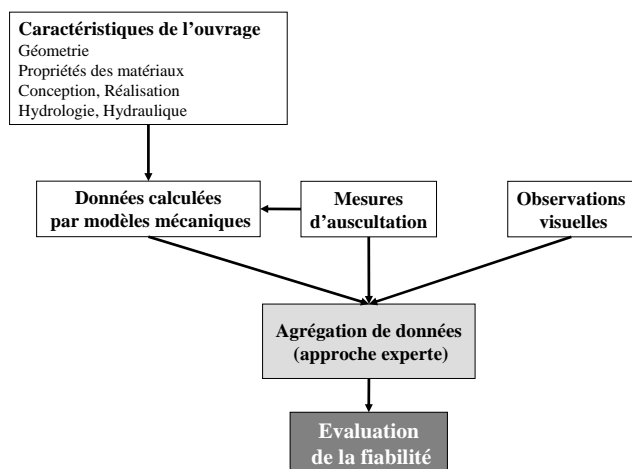 Caractéristiques de l'ouvrage
Géometrie
Propriétés des matériaux
Conception, Réalisation
Hydrologie, Hydraulique
Données calculées
par modèles mécaniques
Mesures
d'auscultation
Observations
visuelles
Agrégation de données
(approche experte)
Evaluation
de la fiabilité